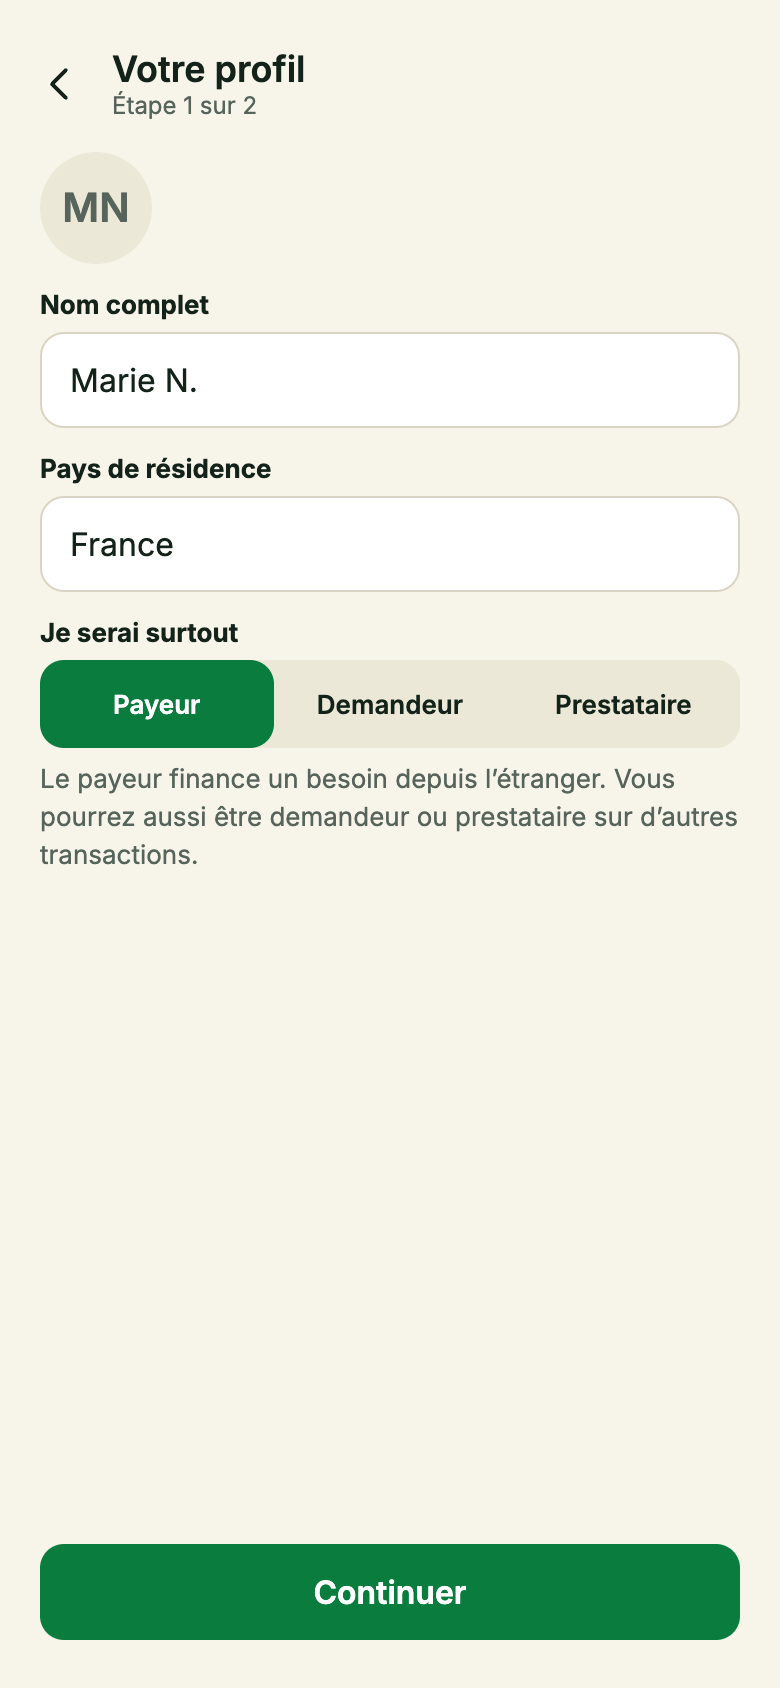 Votre profil
Étape 1 sur 2
MN
Nom complet
Marie N.
Pays de résidence
France
Je serai surtout
Payeur
Demandeur
Prestataire
Le payeur finance un besoin depuis l’étranger. Vous
pourrez aussi être demandeur ou prestataire sur d’autres
transactions.
Continuer